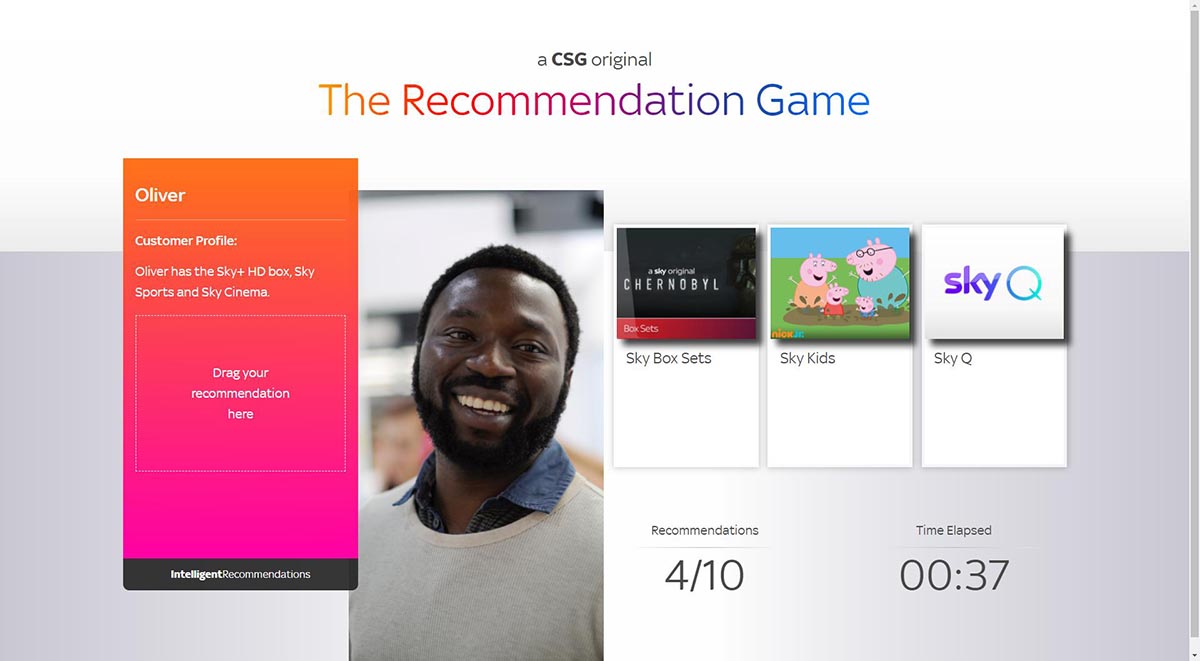 a CSG original
The Recommendation Game
Oliver
Customer Profile:
Oliver has the Sky+ HD box, Sky
Sports and Sky Cinema.
Drag your
recommendation
here
IntelligentRecommendations
a sky original
CHERNOBYL
Box Sets
Sky Box Sets
nick jr.
Sky Kids
sky Q
Sky Q
Recommendations
4/10
Time Elapsed
00:37